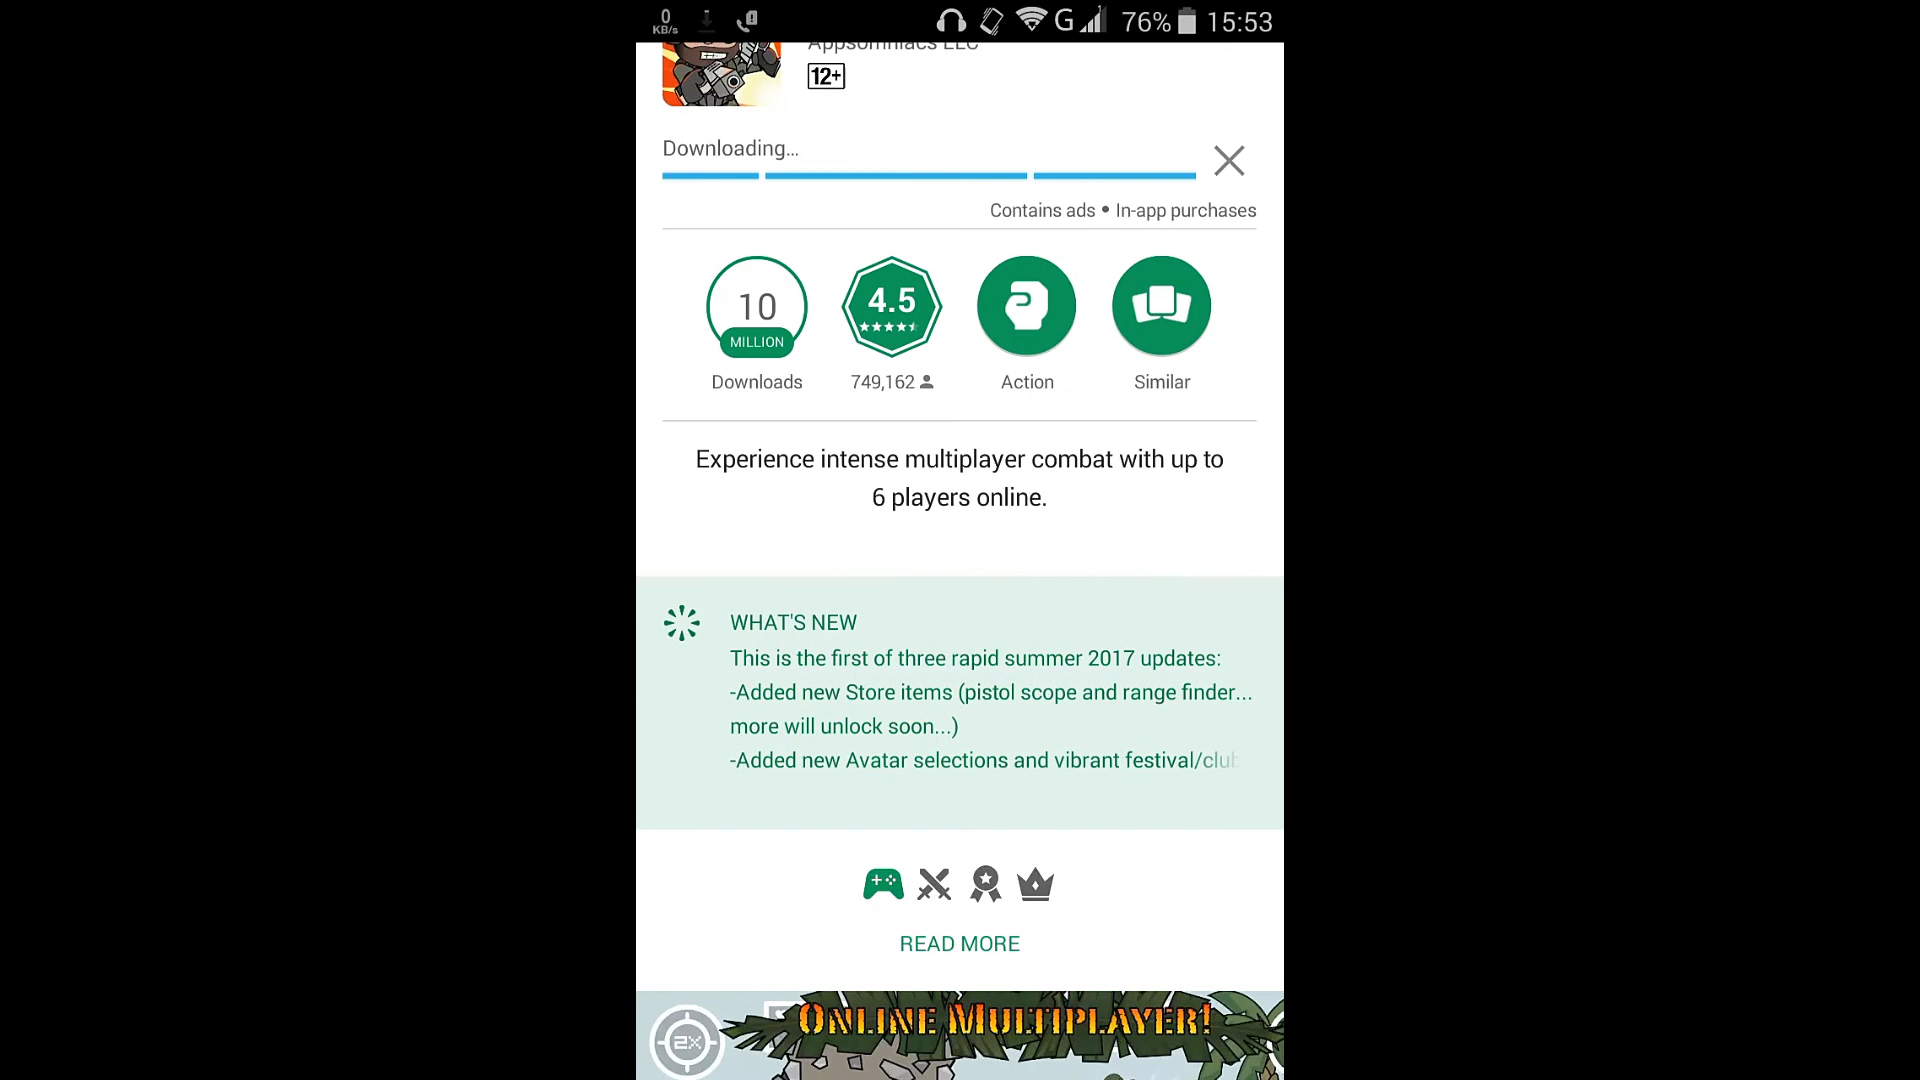 0
KB/s
G 76% 15:53
Appsomniacs LLC
12+
Downloading...
Contains ads • In-app purchases
10
MILLION
4.5
Downloads
749,162
Action
Similar
Experience intense multiplayer combat with up to
6 players online.
WHAT'S NEW
This is the first of three rapid summer 2017 updates:
-Added new Store items (pistol scope and range finder...
more will unlock soon...)
-Added new Avatar selections and vibrant festival/club
READ MORE
ONLINE MULTIPLAYER!
2X